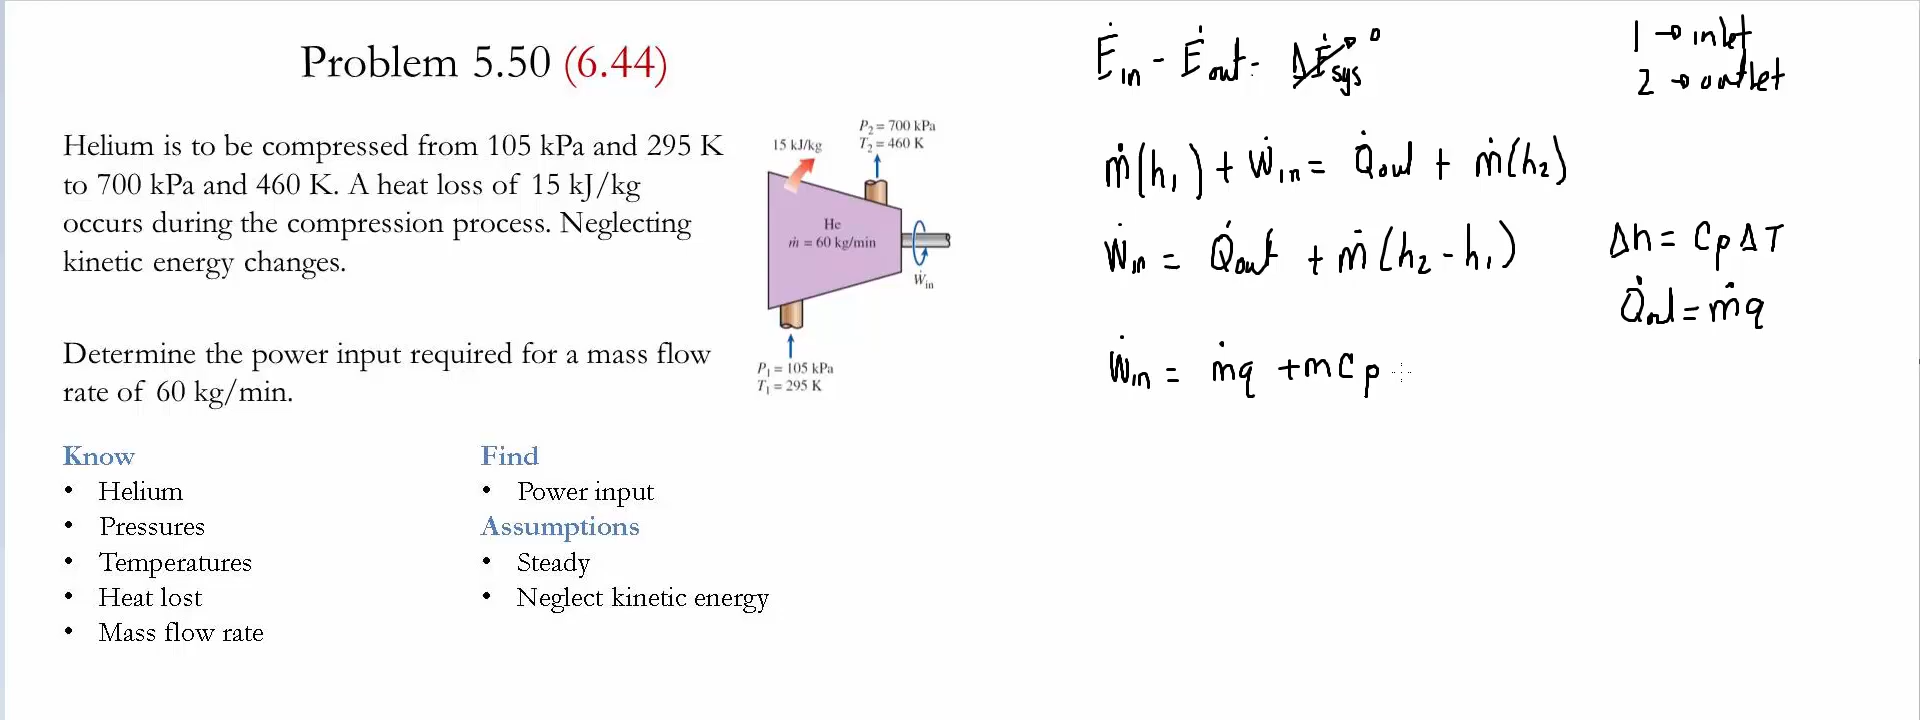 Problem 5.50 (6.44)
Helium is to be compressed from 105 kPa and 295 K
to 700 kPa and 460 K. A heat loss of 15 kJ/kg
occurs during the compression process. Neglecting
kinetic energy changes.
Determine the power input required for a mass flow
rate of 60 kg/min.
15 kJ/kg
P₂ = 700 kPa
T₂ = 460 K
He
ṁ = 60 kg/min
Ẇin
P₁ = 105 kPa
T₁ = 295 K
Know
• Helium
• Pressures
• Temperatures
• Heat lost
• Mass flow rate
Find
• Power input
Assumptions
• Steady
• Neglect kinetic energy
Ėin - Ėout = ΔĖsys → 0
1 → inlet
2 → outlet
ṁ(h₁) + Ẇin = Q̇out + ṁ(h₂)
Ẇin = Q̇out + ṁ(h₂ - h₁)
Δh = Cp ΔT
Q̇out = ṁq
Ẇin = ṁq + mCp